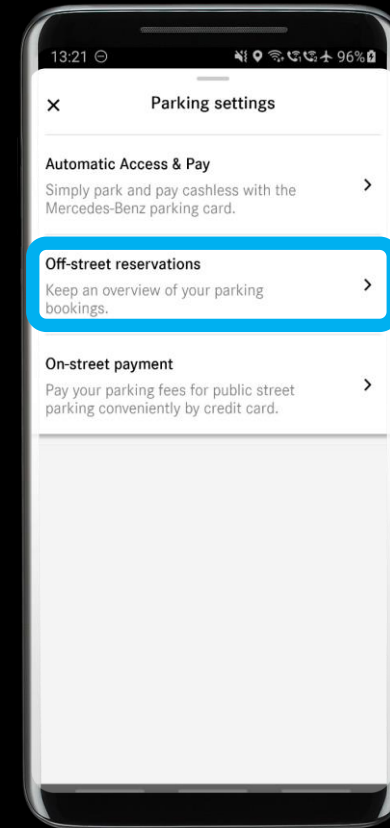 13:21 96%
Parking settings
Automatic Access & Pay
Simply park and pay cashless with the
Mercedes-Benz parking card.
Off-street reservations
Keep an overview of your parking
bookings.
On-street payment
Pay your parking fees for public street
parking conveniently by credit card.